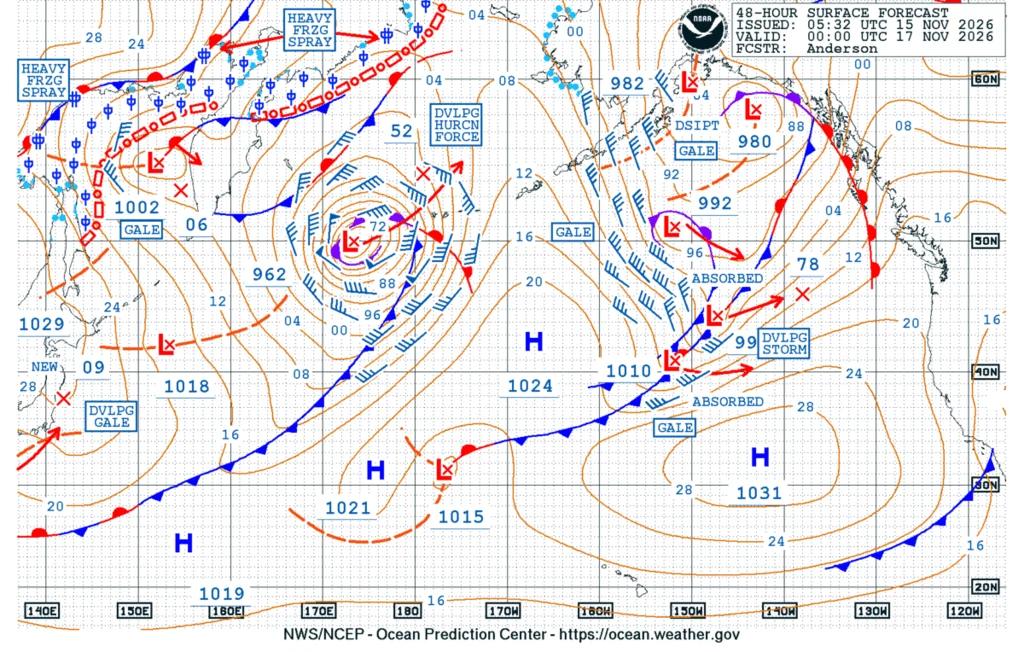 48-HOUR SURFACE FORECAST
ISSUED: 05:32 UTC 15 NOV 2026
VALID: 00:00 UTC 17 NOV 2026
FCSTR: Anderson
NOAA
HEAVY
FRZG
SPRAY
04
00
28
24
00
HEAVY
FRZG
SPRAY
04
08
982
60N
L
54
DVLPG
HURCN
FORCE
52
DSIPT
L
980
88
08
GALE
L
12
92
1002
06
GALE
992
04
16
72
L
GALE
16
L
96
50N
962
88
ABSORBED
78
12
20
24
12
04
96
00
L
20
16
1029
L
99
DVLPG
STORM
H
NEW
09
08
L
1010
40N
28
1018
1024
24
ABSORBED
DVLPG
GALE
28
16
GALE
H
L
H
28
1031
30N
20
1021
1015
24
16
H
1019
16
20N
140E
150E
160E
170E
180
170W
160W
150W
140W
130W
120W
NWS/NCEP - Ocean Prediction Center - https://ocean.weather.gov